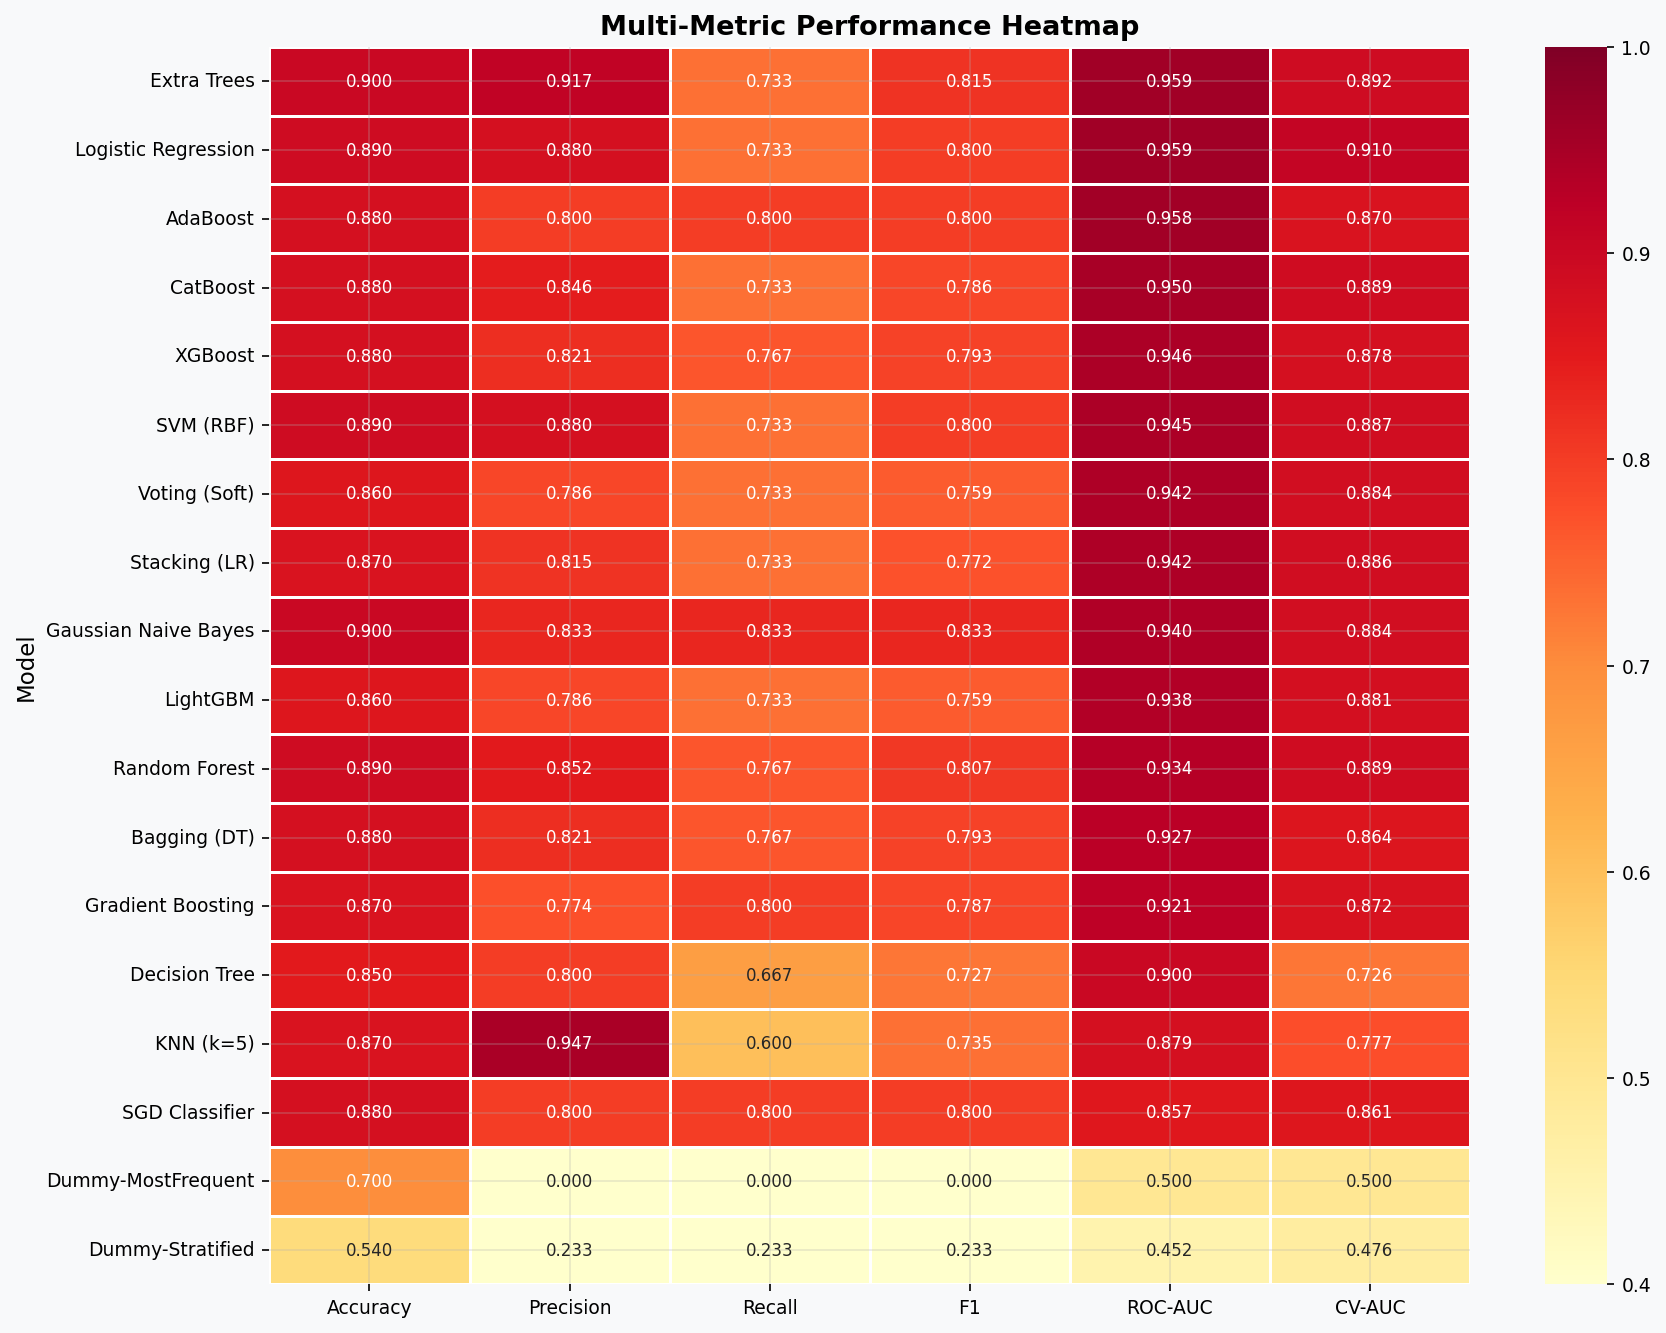 Multi-Metric Performance Heatmap
Model
Extra Trees 0.900 0.917 0.733 0.815 0.959 0.892
Logistic Regression 0.890 0.880 0.733 0.800 0.959 0.910
AdaBoost 0.880 0.800 0.800 0.800 0.958 0.870
CatBoost 0.880 0.846 0.733 0.786 0.950 0.889
XGBoost 0.880 0.821 0.767 0.793 0.946 0.878
SVM (RBF) 0.890 0.880 0.733 0.800 0.945 0.887
Voting (Soft) 0.860 0.786 0.733 0.759 0.942 0.884
Stacking (LR) 0.870 0.815 0.733 0.772 0.942 0.886
Gaussian Naive Bayes 0.900 0.833 0.833 0.833 0.940 0.884
LightGBM 0.860 0.786 0.733 0.759 0.938 0.881
Random Forest 0.890 0.852 0.767 0.807 0.934 0.889
Bagging (DT) 0.880 0.821 0.767 0.793 0.927 0.864
Gradient Boosting 0.870 0.774 0.800 0.787 0.921 0.872
Decision Tree 0.850 0.800 0.667 0.727 0.900 0.726
KNN (k=5) 0.870 0.947 0.600 0.735 0.879 0.777
SGD Classifier 0.880 0.800 0.800 0.800 0.857 0.861
Dummy-MostFrequent 0.700 0.000 0.000 0.000 0.500 0.500
Dummy-Stratified 0.540 0.233 0.233 0.233 0.452 0.476
Accuracy Precision Recall F1 ROC-AUC CV-AUC
1.0
0.9
0.8
0.7
0.6
0.5
0.4